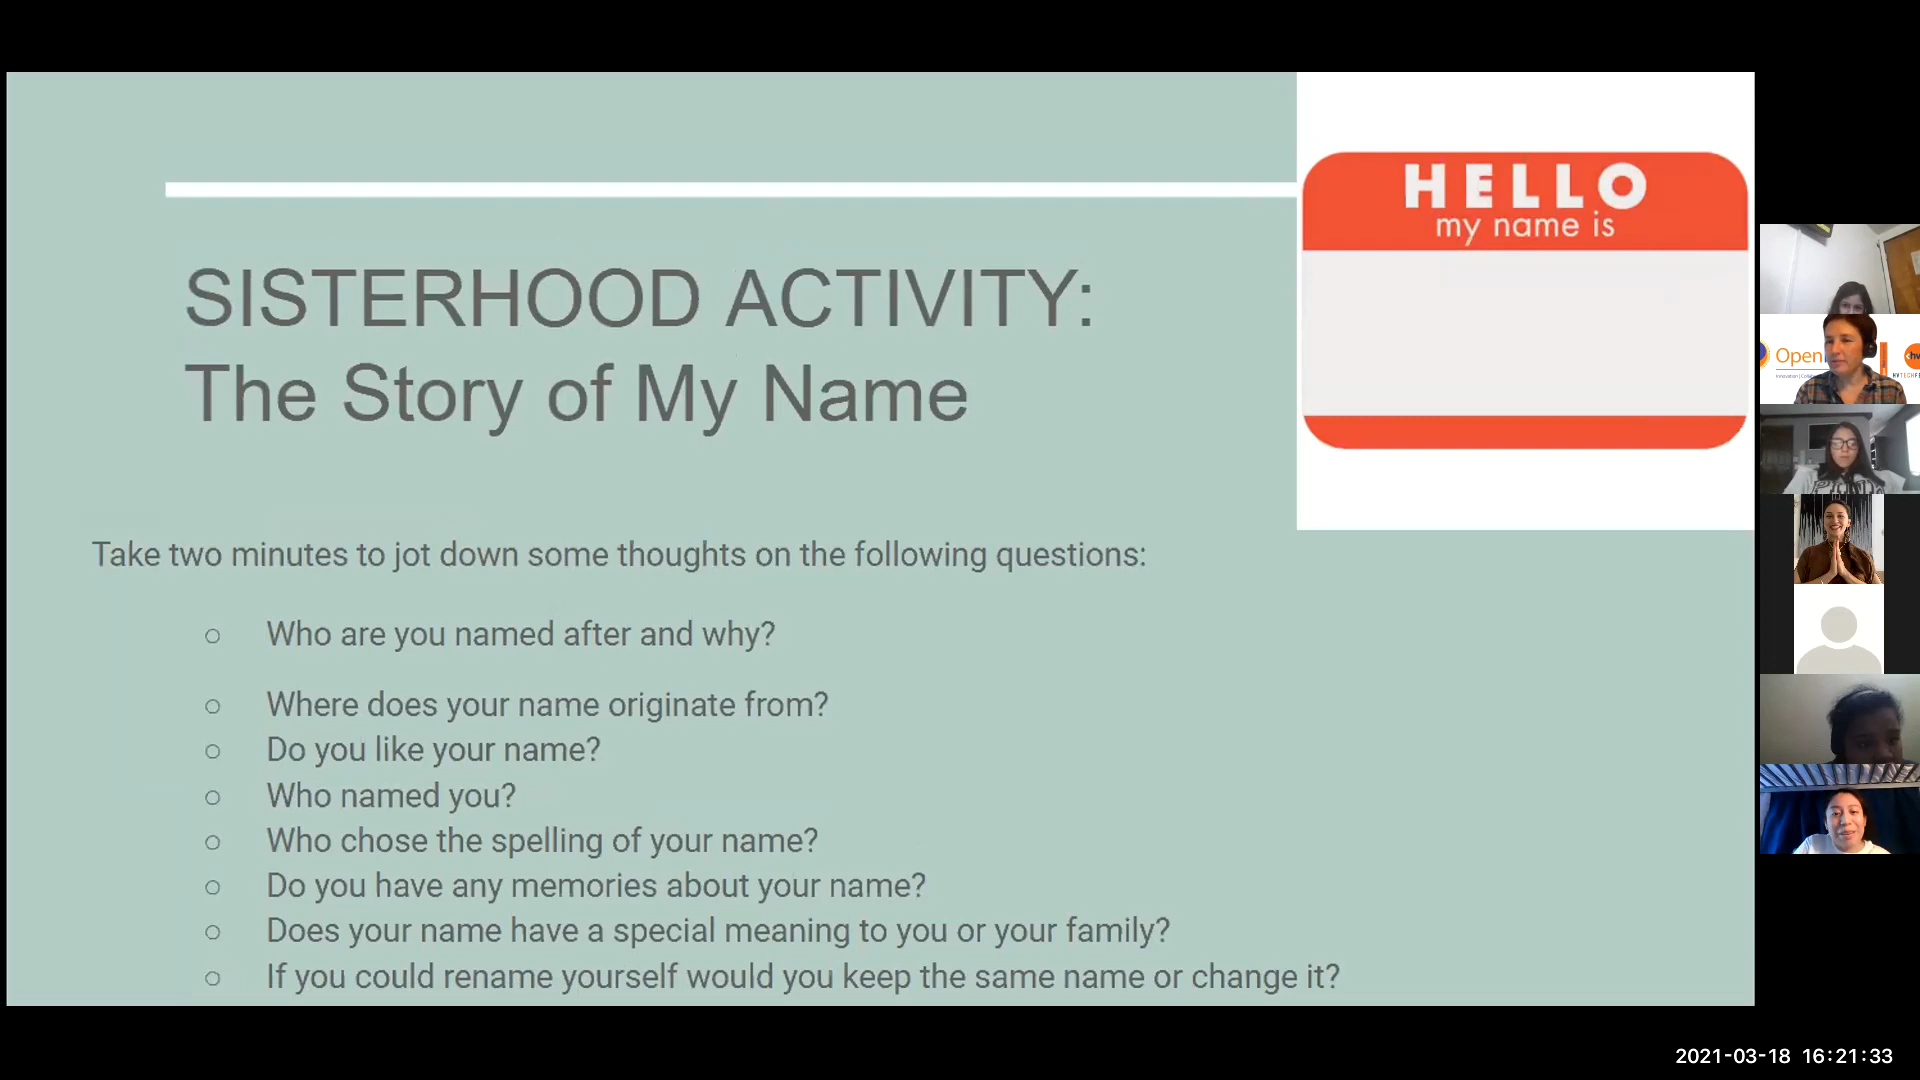 HELLO
my name is
SISTERHOOD ACTIVITY:
The Story of My Name
Take two minutes to jot down some thoughts on the following questions:
○ Who are you named after and why?
○ Where does your name originate from?
○ Do you like your name?
○ Who named you?
○ Who chose the spelling of your name?
○ Do you have any memories about your name?
○ Does your name have a special meaning to you or your family?
○ If you could rename yourself would you keep the same name or change it?
Open
hv
2021-03-18 16:21:33